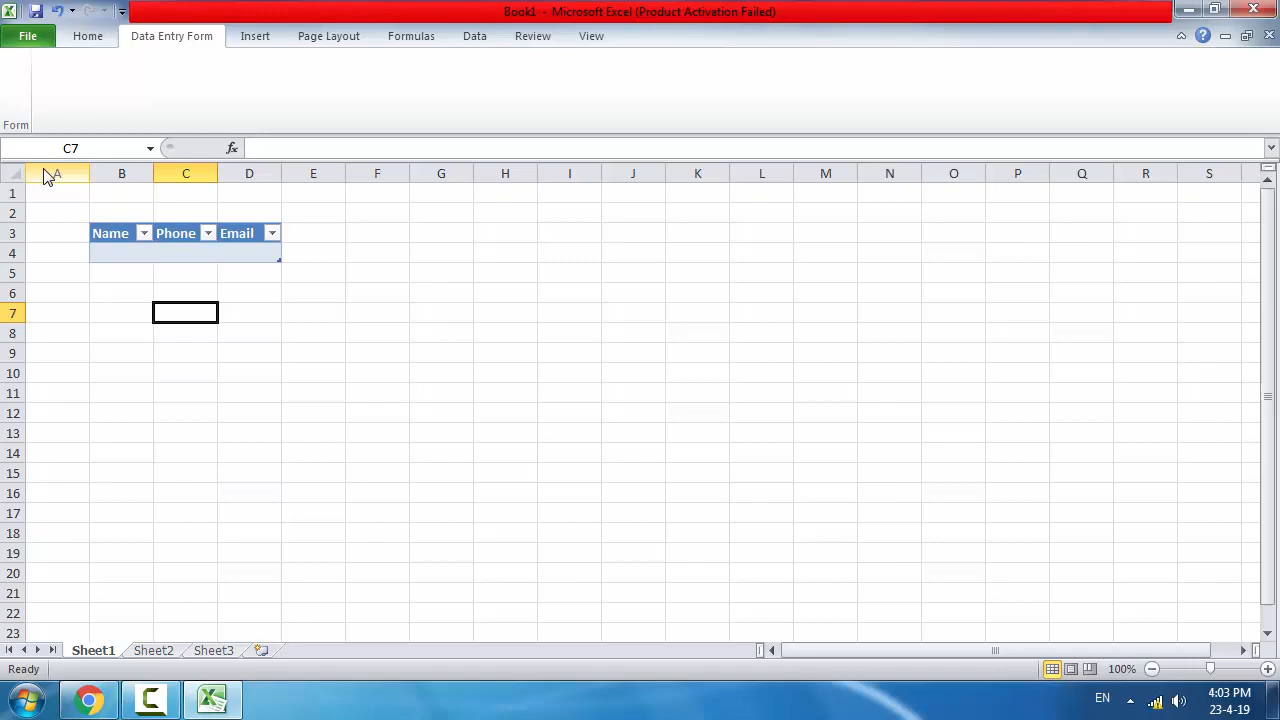 Book1 - Microsoft Excel (Product Activation Failed)
File Home Data Entry Form Insert Page Layout Formulas Data Review View
Form
C7 fx
A B C D E F G H I J K L M N O P Q R S
1
2
3 Name Phone Email
4
5
6
7
8
9
10
11
12
13
14
15
16
17
18
19
20
21
22
23
Sheet1 Sheet2 Sheet3
Ready 100%
EN 4:03 PM
23-4-19